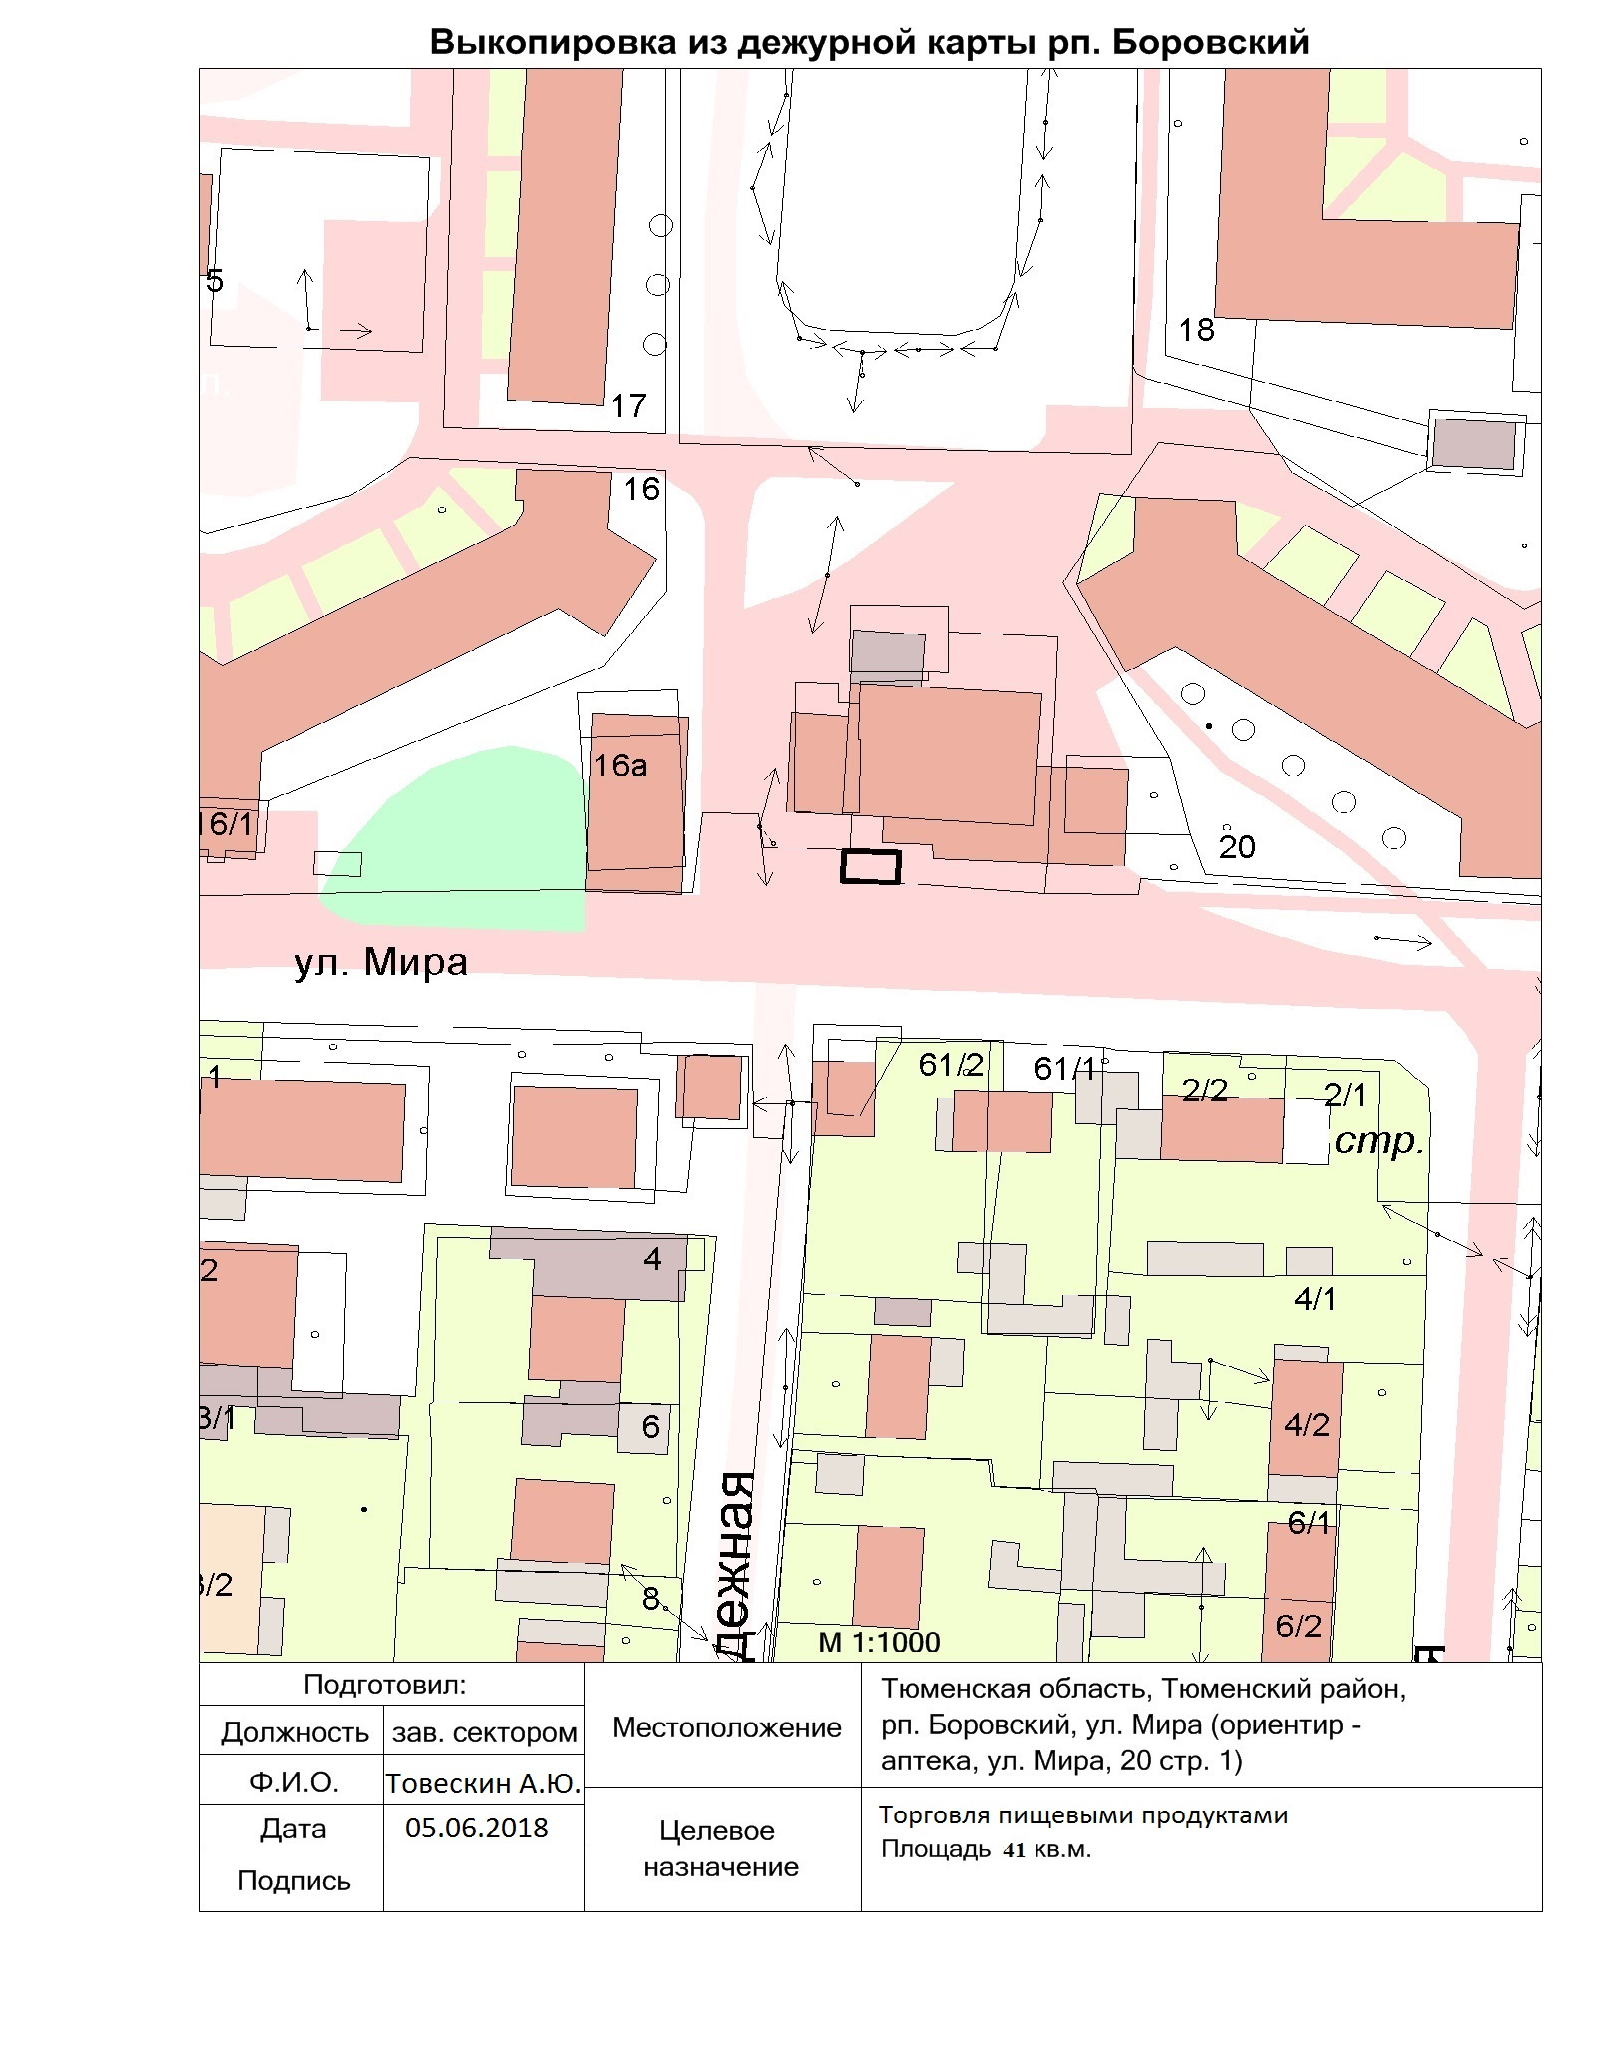 Выкопировка из дежурной карты рп. Боровский
5
18
п.
17
16
16а
16/1
20
ул. Мира
61/2
61/1
1
2/2
2/1
стр.
4
2
4/1
3/1
6
4/2
дежная
6/1
3/2
8
6/2
М 1:1000
Подготовил:
Должность зав. сектором
Ф.И.О. Товескин А.Ю.
Дата 05.06.2018
Подпись
Местоположение
Тюменская область, Тюменский район,
рп. Боровский, ул. Мира (ориентир -
аптека, ул. Мира, 20 стр. 1)
Целевое
назначение
Торговля пищевыми продуктами
Площадь 41 кв.м.